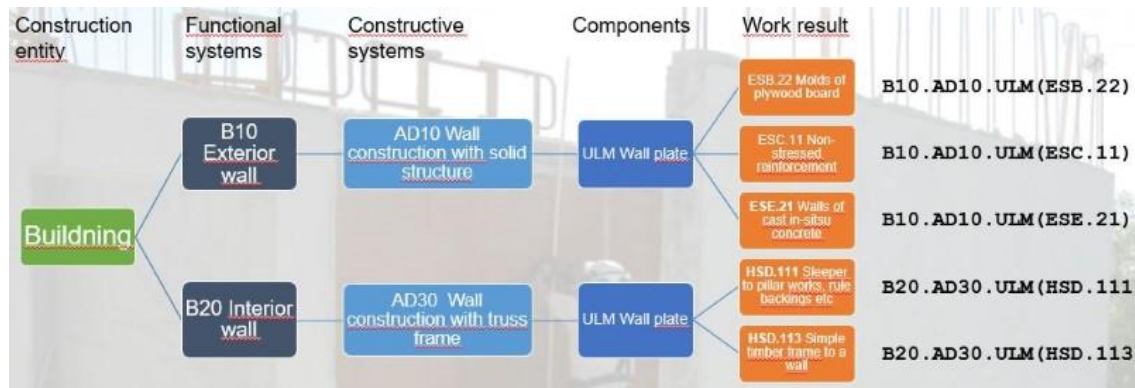 Construction
entity
Functional
systems
Constructive
systems
Components
Work result
Buildning
B10
Exterior
wall
AD10 Wall
construction with solid
structure
ULM Wall plate
ESB.22 Molds of
plywood board
B10.AD10.ULM(ESB.22)
ESC.11 Non-
stressed
reinforcement
B10.AD10.ULM(ESC.11)
ESE.21 Walls of
cast in-sitsu
concrete
B10.AD10.ULM(ESE.21)
B20 Interior
wall
AD30 Wall
construction with truss
frame
ULM Wall plate
HSD.111 Sleeper
to pillar works, rule
backings etc
B20.AD30.ULM(HSD.111
HSD.113 Simple
timber frame to a
wall
B20.AD30.ULM(HSD.113